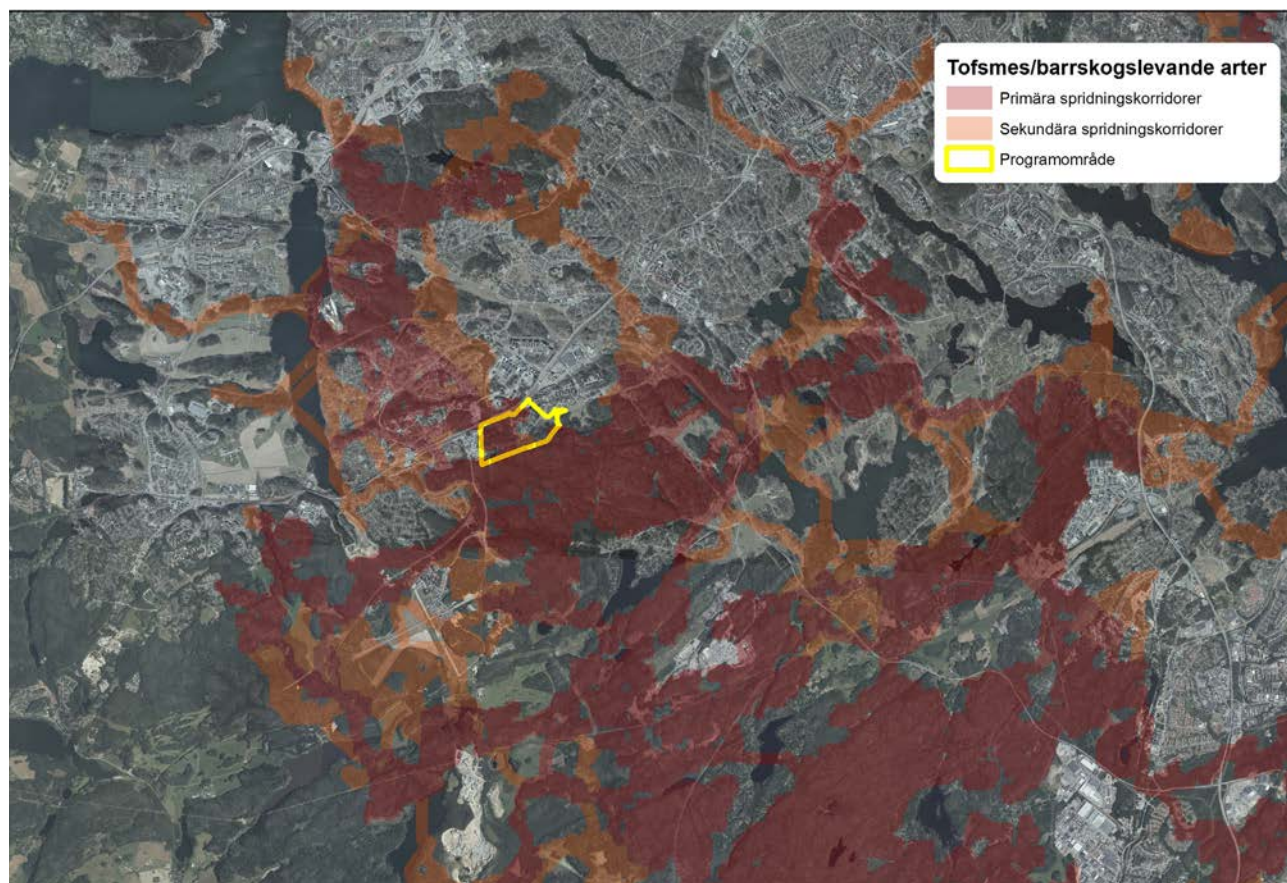 Tofsmes/barrskogslevande arter
Primära spridningskorridorer
Sekundära spridningskorridorer
Programområde